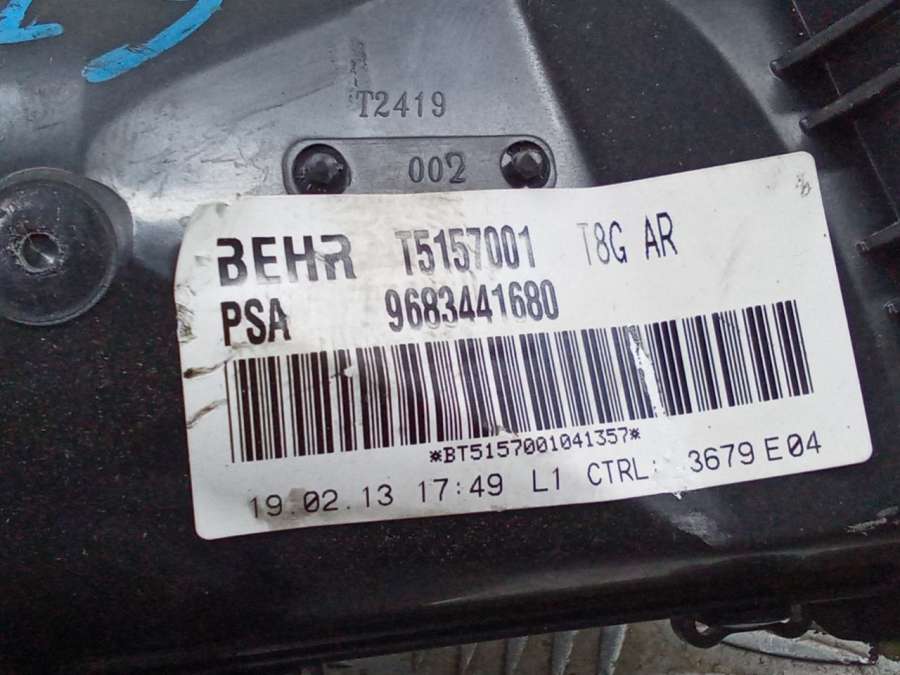 T2419
002
BEHR T5157001 T8G AR
PSA 9683441680
*BT5157001041357*
19.02.13 17:49 L1 CTRL: 3679 E04